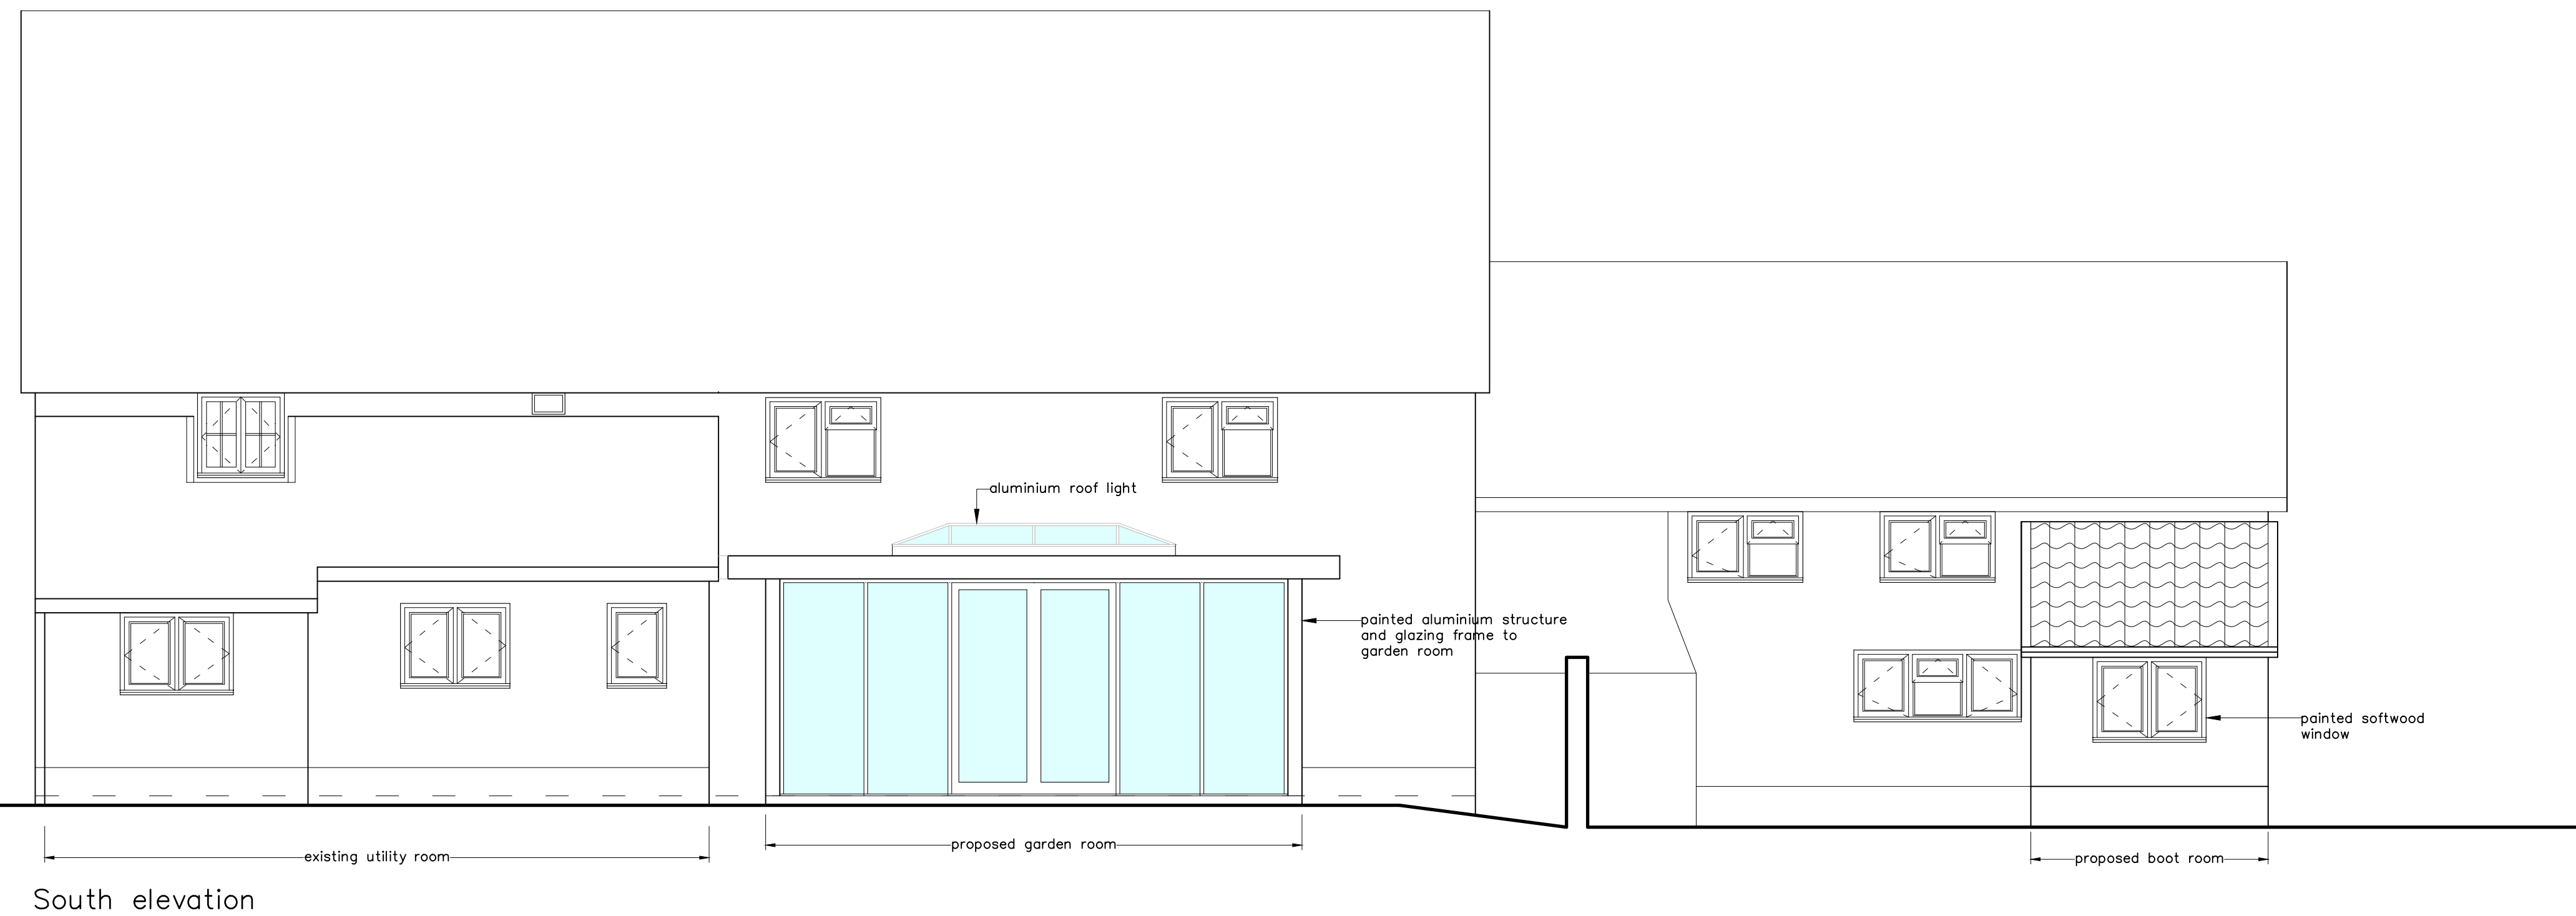 aluminium roof light
painted aluminium structure
and glazing frame to
garden room
painted softwood
window
existing utility room
proposed garden room
proposed boot room
South elevation